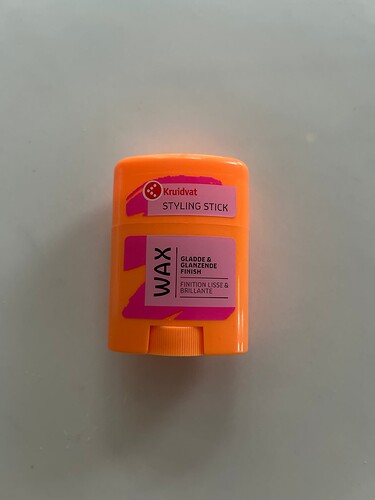 Kruidvat
STYLING STICK
WAX
GLADDE &
GLANZENDE
FINISH
FINITION LISSE &
BRILLANTE